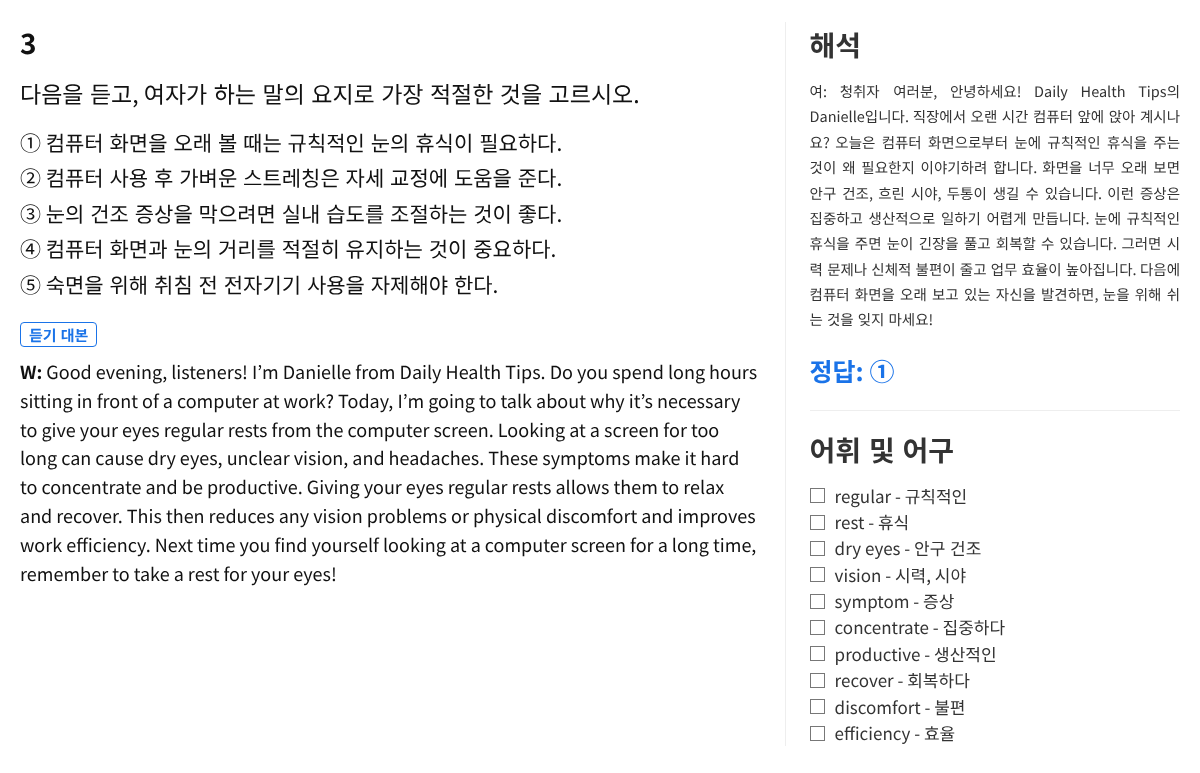 3
다음을 듣고, 여자가 하는 말의 요지로 가장 적절한 것을 고르시오.
① 컴퓨터 화면을 오래 볼 때는 규칙적인 눈의 휴식이 필요하다.
② 컴퓨터 사용 후 가벼운 스트레칭은 자세 교정에 도움을 준다.
③ 눈의 건조 증상을 막으려면 실내 습도를 조절하는 것이 좋다.
④ 컴퓨터 화면과 눈의 거리를 적절히 유지하는 것이 중요하다.
⑤ 숙면을 위해 취침 전 전자기기 사용을 자제해야 한다.
듣기 대본
W: Good evening, listeners! I’m Danielle from Daily Health Tips. Do you spend long hours
sitting in front of a computer at work? Today, I’m going to talk about why it’s necessary
to give your eyes regular rests from the computer screen. Looking at a screen for too
long can cause dry eyes, unclear vision, and headaches. These symptoms make it hard
to concentrate and be productive. Giving your eyes regular rests allows them to relax
and recover. This then reduces any vision problems or physical discomfort and improves
work efficiency. Next time you find yourself looking at a computer screen for a long time,
remember to take a rest for your eyes!
해석
여: 청취자 여러분, 안녕하세요! Daily Health Tips의
Danielle입니다. 직장에서 오랜 시간 컴퓨터 앞에 앉아 계시나
요? 오늘은 컴퓨터 화면으로부터 눈에 규칙적인 휴식을 주는
것이 왜 필요한지 이야기하려 합니다. 화면을 너무 오래 보면
안구 건조, 흐린 시야, 두통이 생길 수 있습니다. 이런 증상은
집중하고 생산적으로 일하기 어렵게 만듭니다. 눈에 규칙적인
휴식을 주면 눈이 긴장을 풀고 회복할 수 있습니다. 그러면 시
력 문제나 신체적 불편이 줄고 업무 효율이 높아집니다. 다음에
컴퓨터 화면을 오래 보고 있는 자신을 발견하면, 눈을 위해 쉬
는 것을 잊지 마세요!
정답: ①
어휘 및 어구
□ regular - 규칙적인
□ rest - 휴식
□ dry eyes - 안구 건조
□ vision - 시력, 시야
□ symptom - 증상
□ concentrate - 집중하다
□ productive - 생산적인
□ recover - 회복하다
□ discomfort - 불편
□ efficiency - 효율